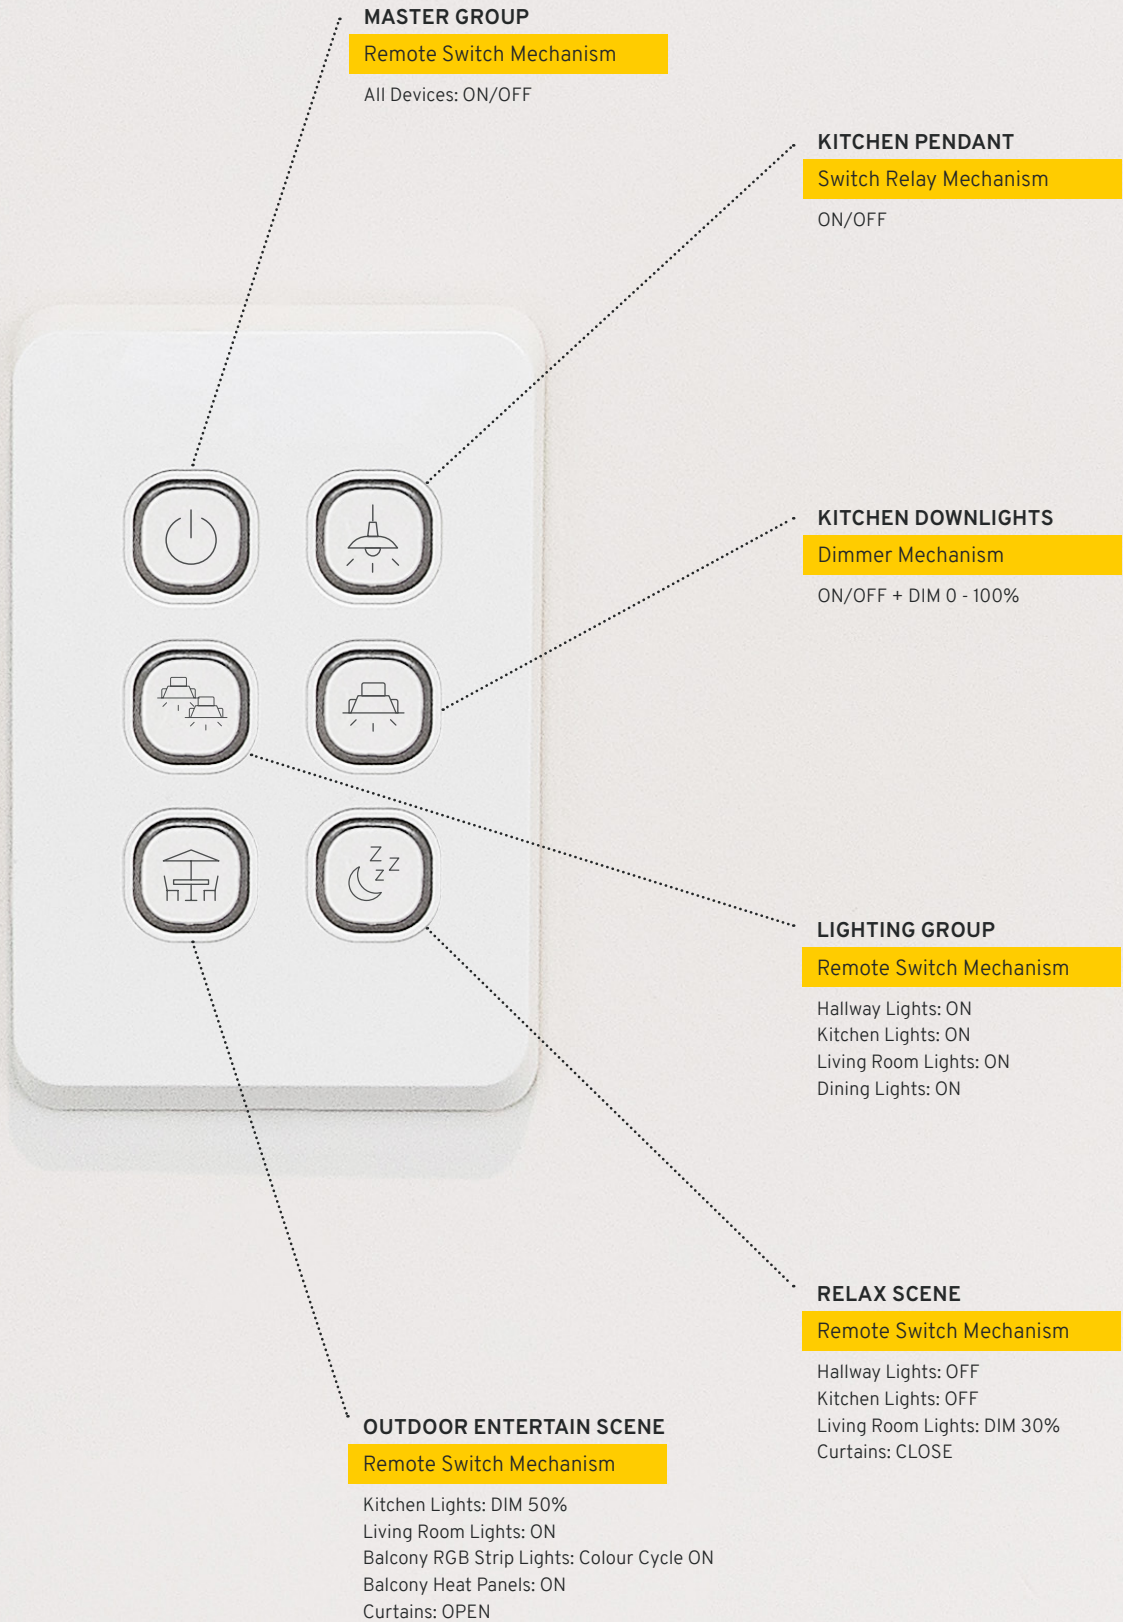 MASTER GROUP
Remote Switch Mechanism
All Devices: ON/OFF
KITCHEN PENDANT
Switch Relay Mechanism
ON/OFF
KITCHEN DOWNLIGHTS
Dimmer Mechanism
ON/OFF + DIM 0 - 100%
Z
Z
Z
LIGHTING GROUP
Remote Switch Mechanism
Hallway Lights: ON
Kitchen Lights: ON
Living Room Lights: ON
Dining Lights: ON
RELAX SCENE
Remote Switch Mechanism
Hallway Lights: OFF
Kitchen Lights: OFF
Living Room Lights: DIM 30%
Curtains: CLOSE
OUTDOOR ENTERTAIN SCENE
Remote Switch Mechanism
Kitchen Lights: DIM 50%
Living Room Lights: ON
Balcony RGB Strip Lights: Colour Cycle ON
Balcony Heat Panels: ON
Curtains: OPEN